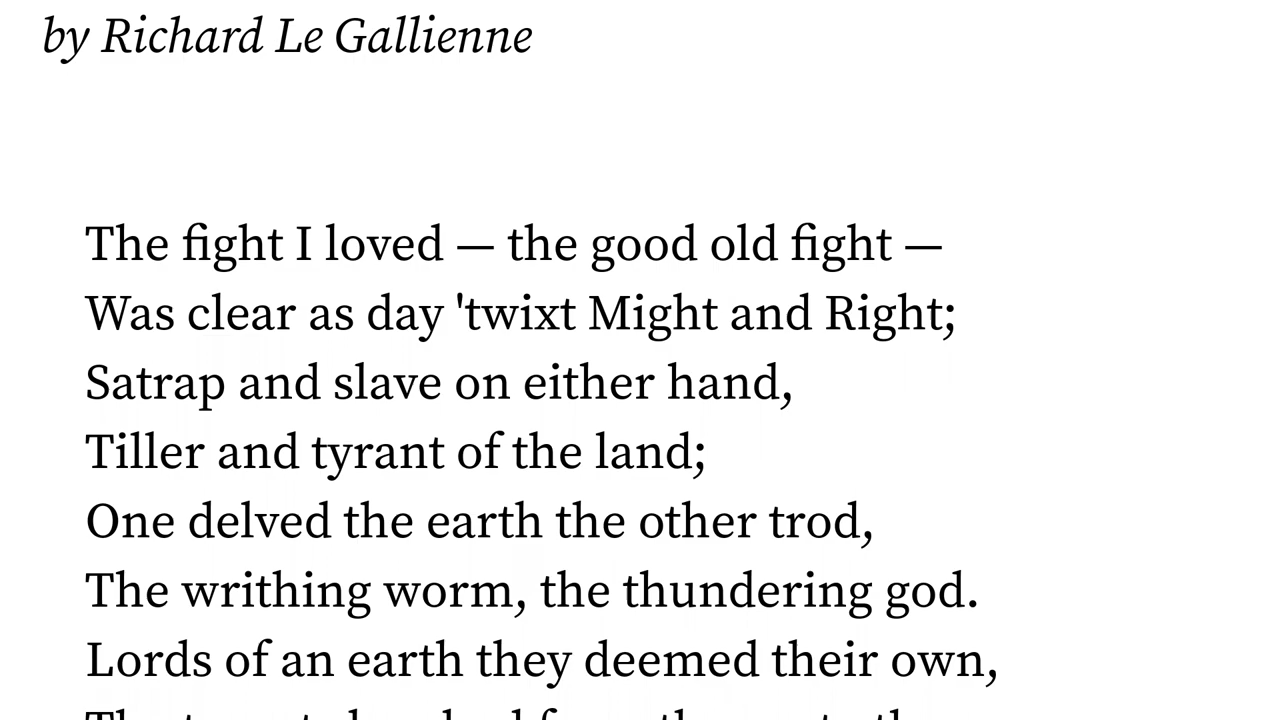 by Richard Le Gallienne
The fight I loved — the good old fight —
Was clear as day 'twixt Might and Right;
Satrap and slave on either hand,
Tiller and tyrant of the land;
One delved the earth the other trod,
The writhing worm, the thundering god.
Lords of an earth they deemed their own,